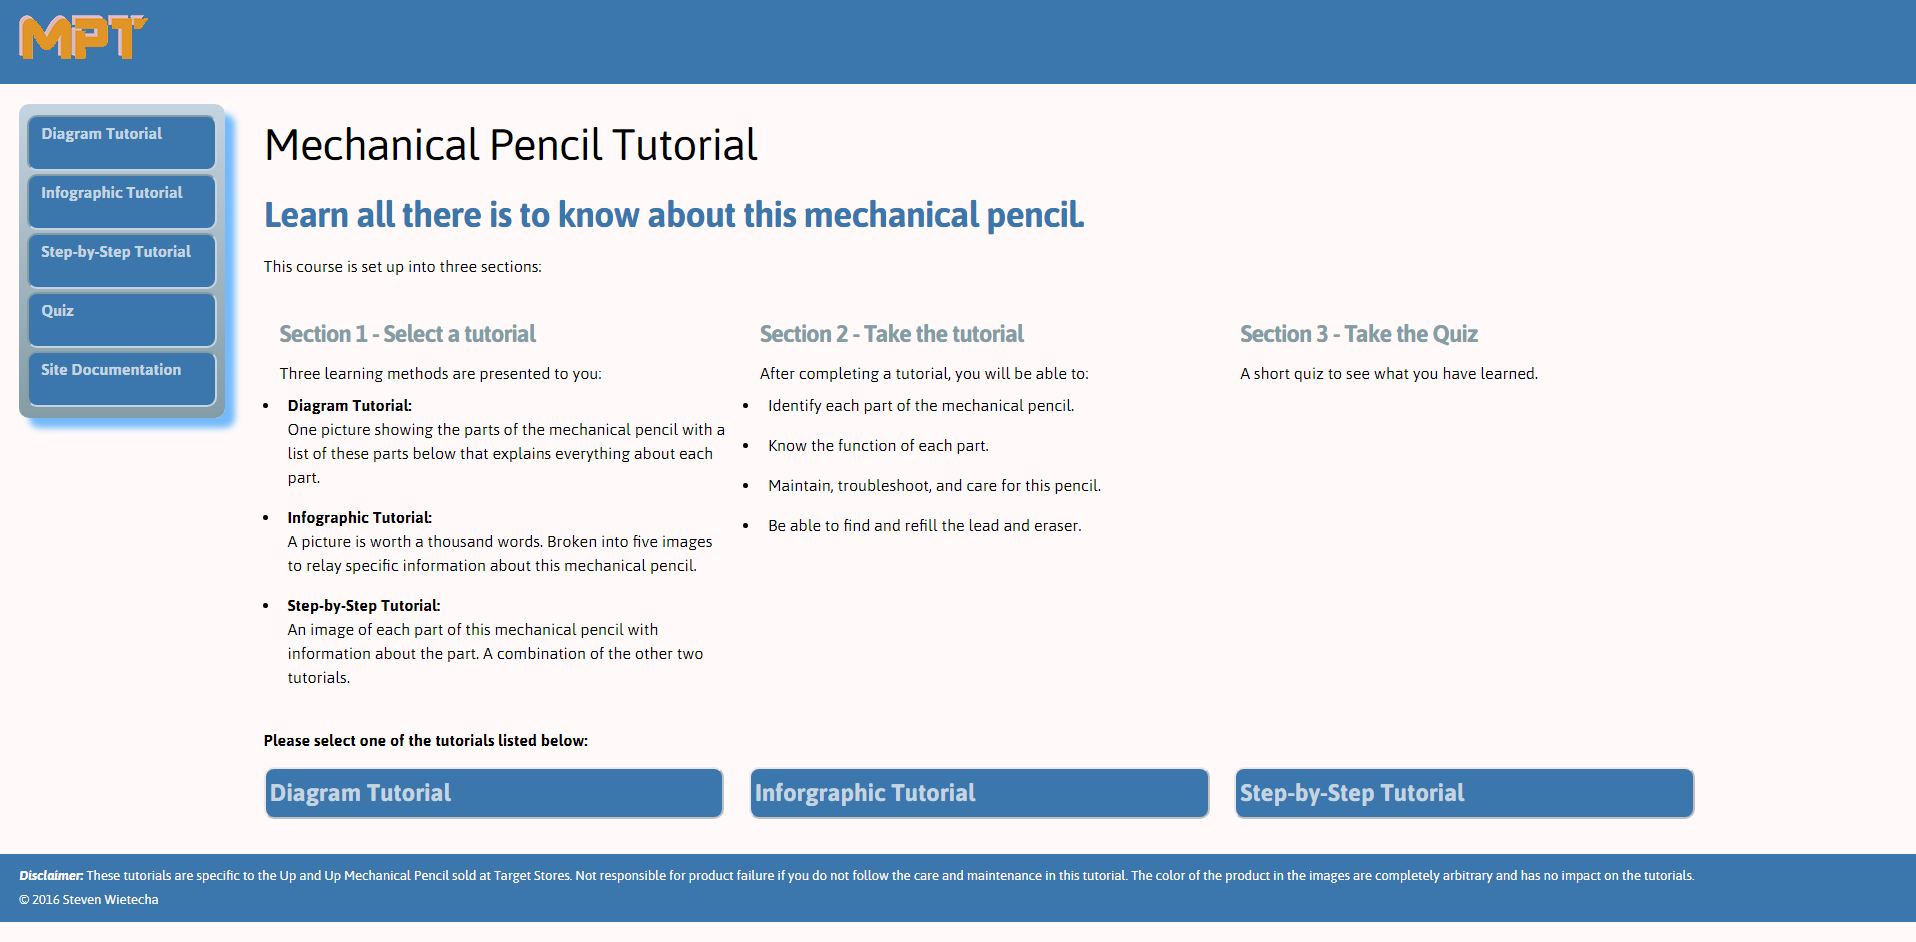 MPT
Diagram Tutorial
Infographic Tutorial
Step-by-Step Tutorial
Quiz
Site Documentation
Mechanical Pencil Tutorial
Learn all there is to know about this mechanical pencil.
This course is set up into three sections:
Section 1 - Select a tutorial
Three learning methods are presented to you:
• Diagram Tutorial:
One picture showing the parts of the mechanical pencil with a
list of these parts below that explains everything about each
part.
• Infographic Tutorial:
A picture is worth a thousand words. Broken into five images
to relay specific information about this mechanical pencil.
• Step-by-Step Tutorial:
An image of each part of this mechanical pencil with
information about the part. A combination of the other two
tutorials.
Section 2 - Take the tutorial
After completing a tutorial, you will be able to:
• Identify each part of the mechanical pencil.
• Know the function of each part.
• Maintain, troubleshoot, and care for this pencil.
• Be able to find and refill the lead and eraser.
Section 3 - Take the Quiz
A short quiz to see what you have learned.
Please select one of the tutorials listed below:
Diagram Tutorial
Inforgraphic Tutorial
Step-by-Step Tutorial
Disclaimer: These tutorials are specific to the Up and Up Mechanical Pencil sold at Target Stores. Not responsible for product failure if you do not follow the care and maintenance in this tutorial. The color of the product in the images are completely arbitrary and has no impact on the tutorials.
© 2016 Steven Wietecha